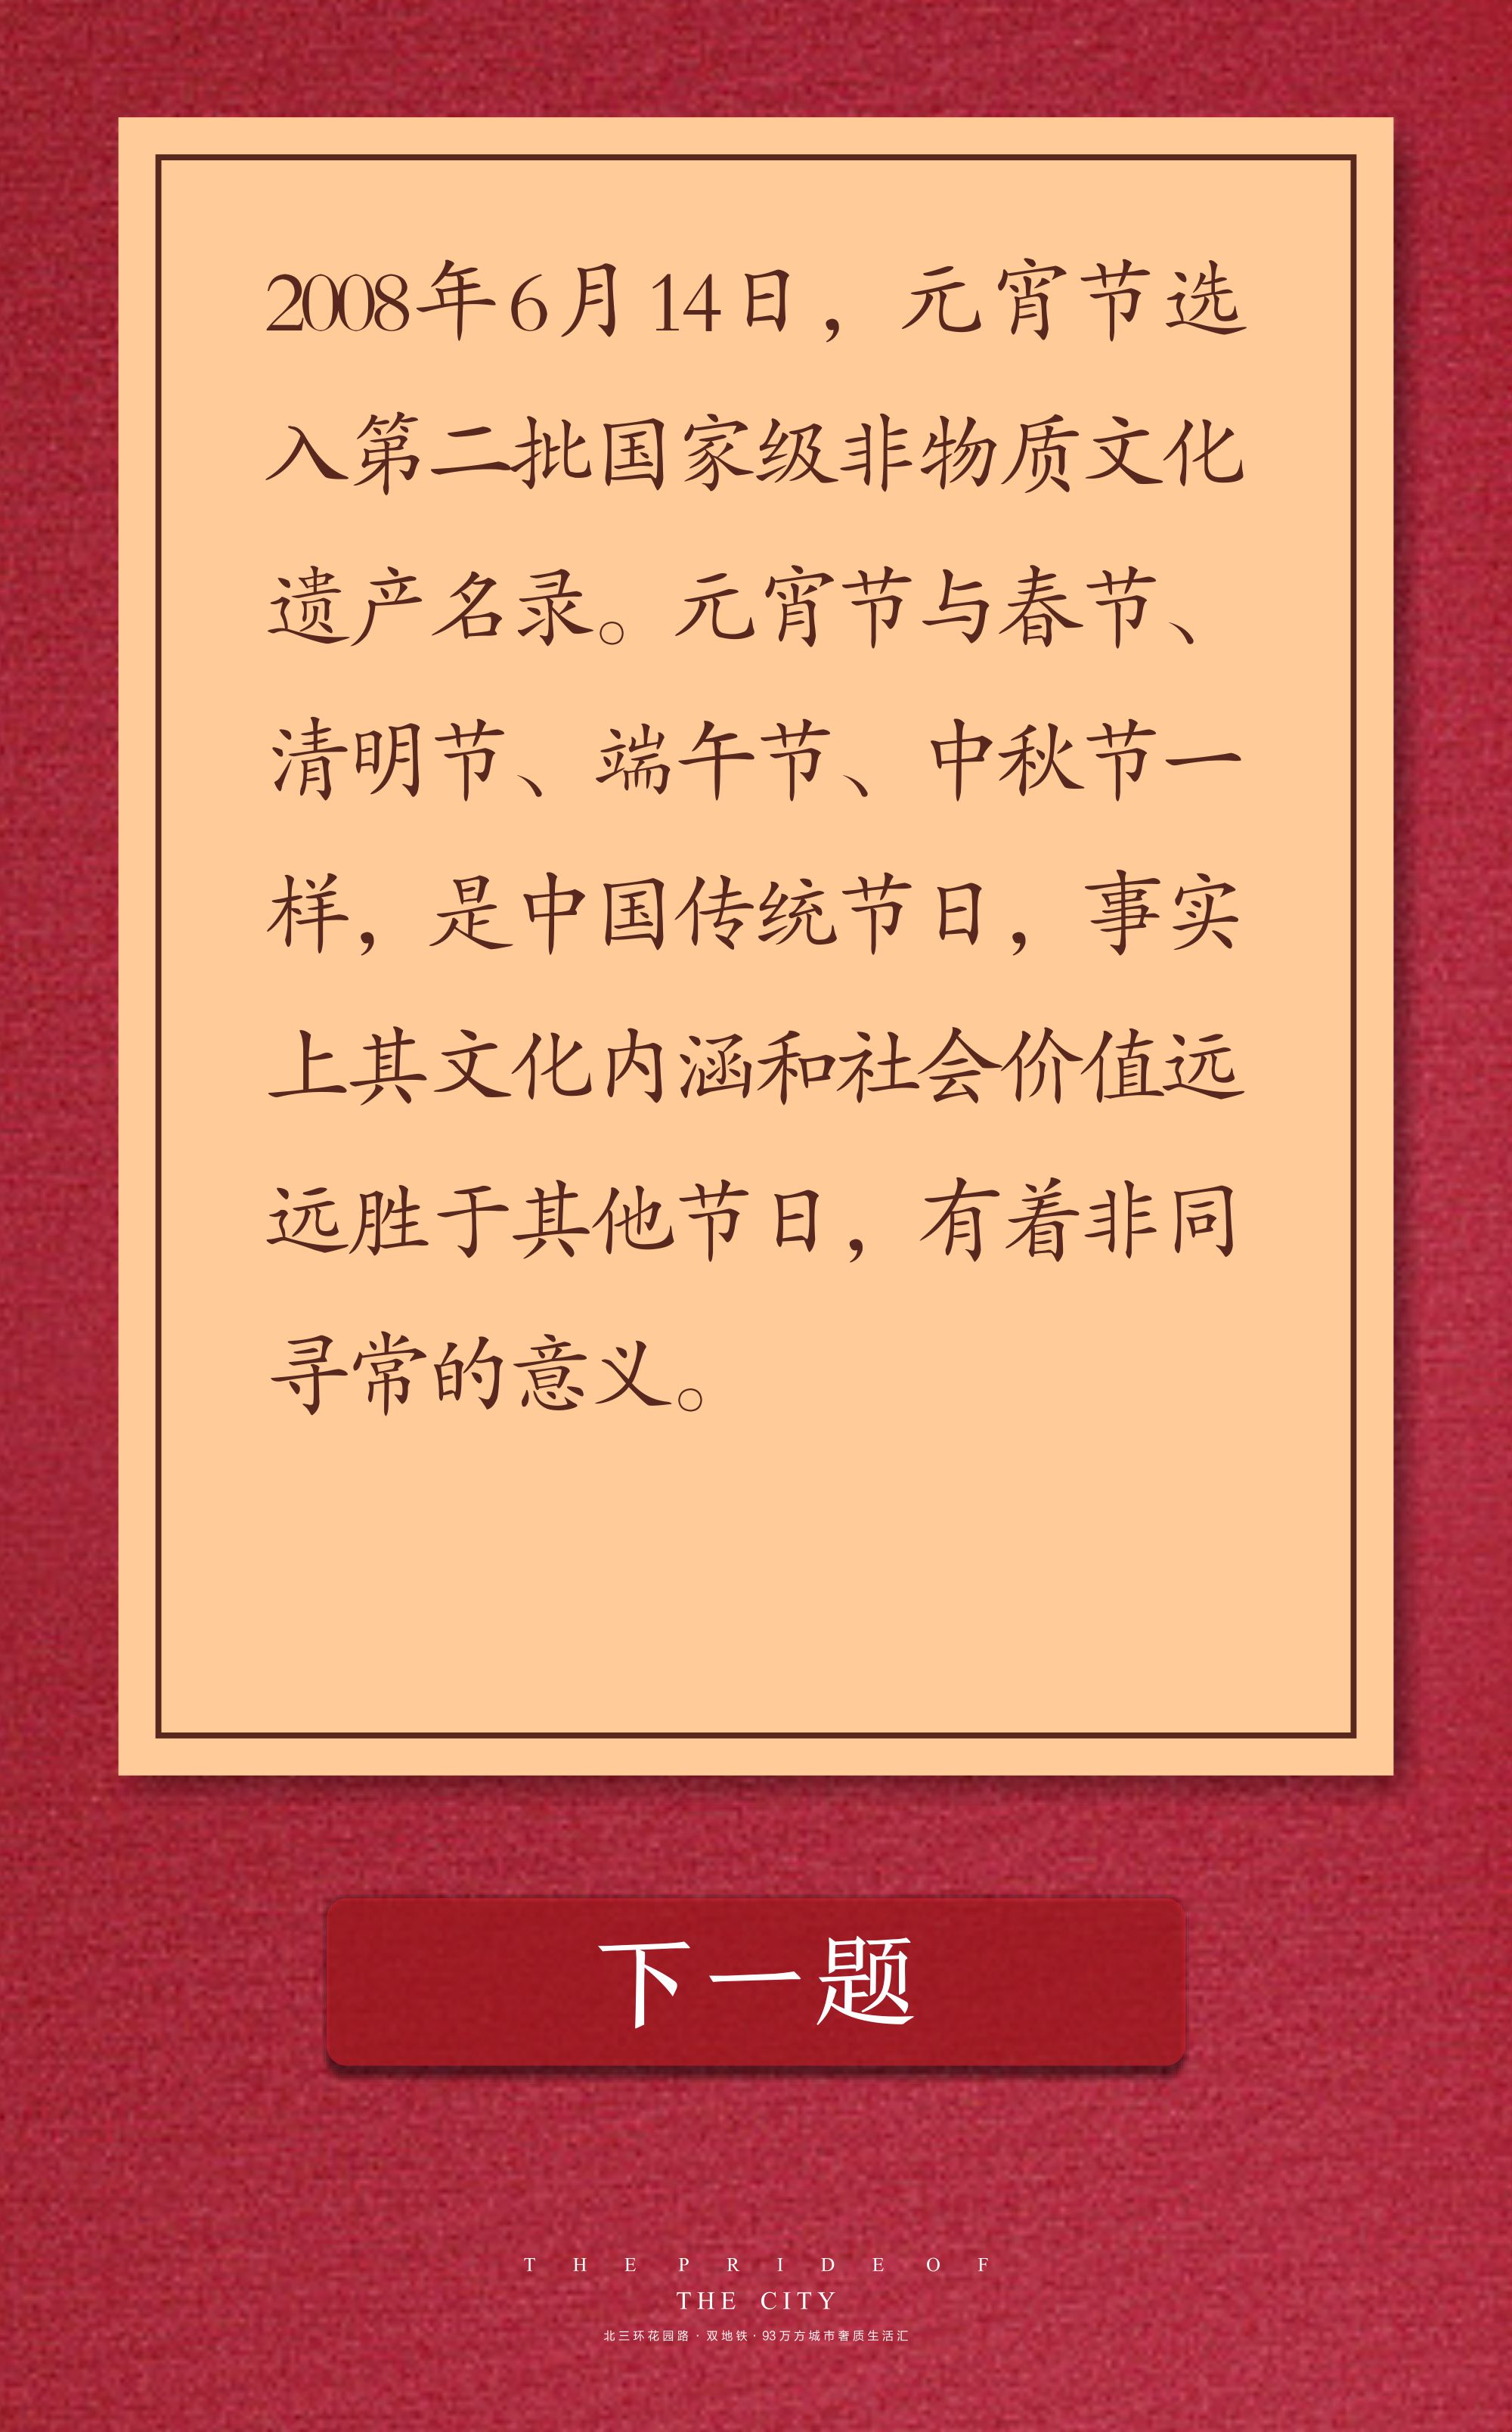 2008年6月14日，元宵节选
入第二批国家级非物质文化
遗产名录。元宵节与春节、
清明节、端午节、中秋节一
样，是中国传统节日，事实
上其文化内涵和社会价值远
远胜于其他节日，有着非同
寻常的意义。
下一题
THE PRIDE OF
THE CITY
北三环花园路·双地铁·93万方城市奢质生活汇